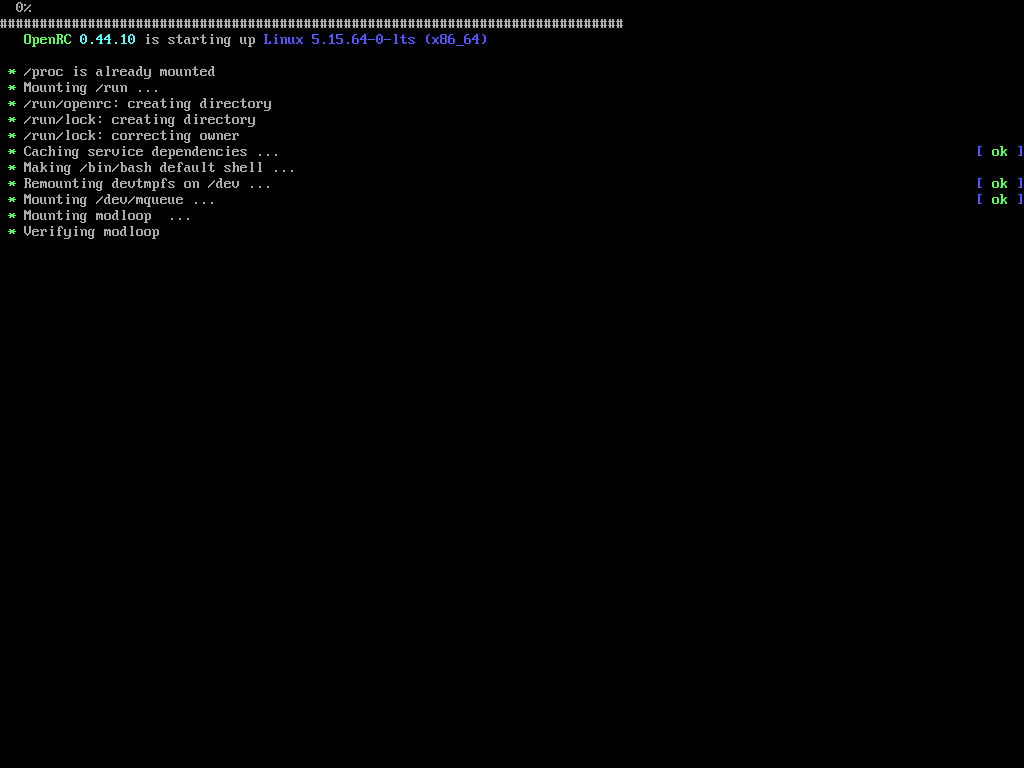 0%
##############################################################################
OpenRC 0.44.10 is starting up Linux 5.15.64-0-lts (x86_64)
* /proc is already mounted
* Mounting /run ...
* /run/openrc: creating directory
* /run/lock: creating directory
* /run/lock: correcting owner
* Caching service dependencies ... [ ok ]
* Making /bin/bash default shell ...
* Remounting devtmpfs on /dev ... [ ok ]
* Mounting /dev/mqueue ... [ ok ]
* Mounting modloop  ...
* Verifying modloop